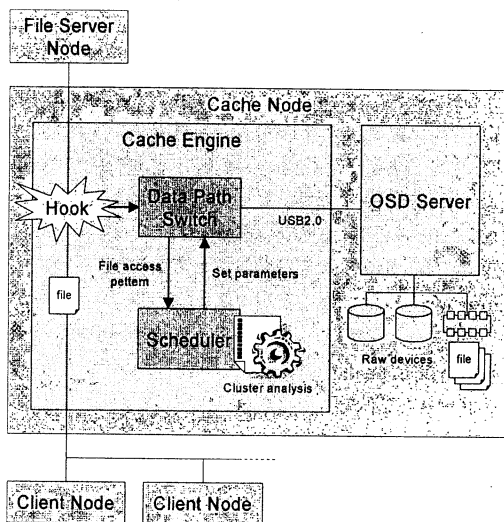 File Server
Node
Cache Node
Cache Engine
OSD Server
Hook
Data Path
Switch
USB2.0
File access
pettern
Set parameters
file
Scheduler
Cluster analysis
Raw devices
file
Client Node
Client Node